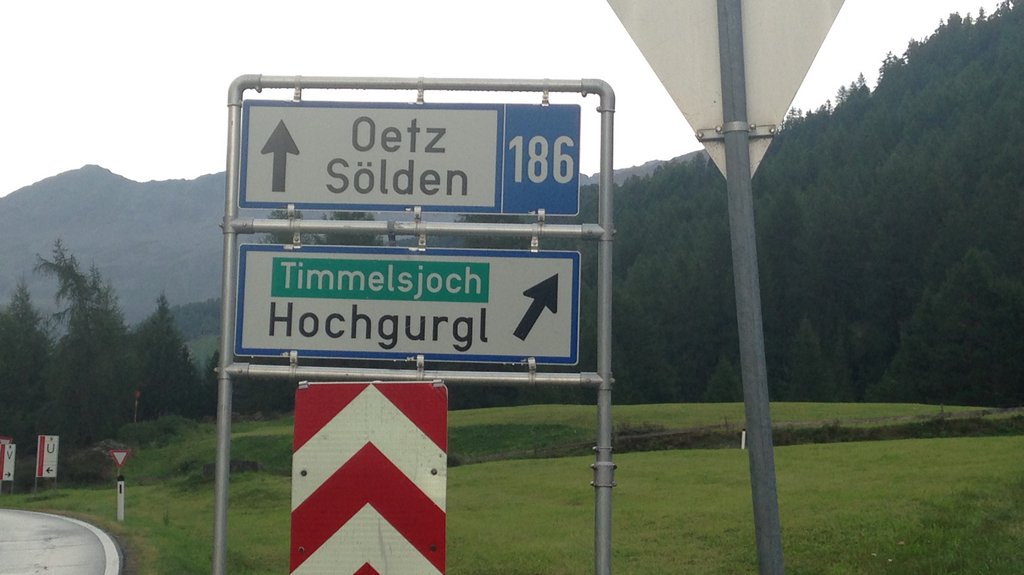 Oetz
Sölden
186
Timmelsjoch
Hochgurgl
V
U